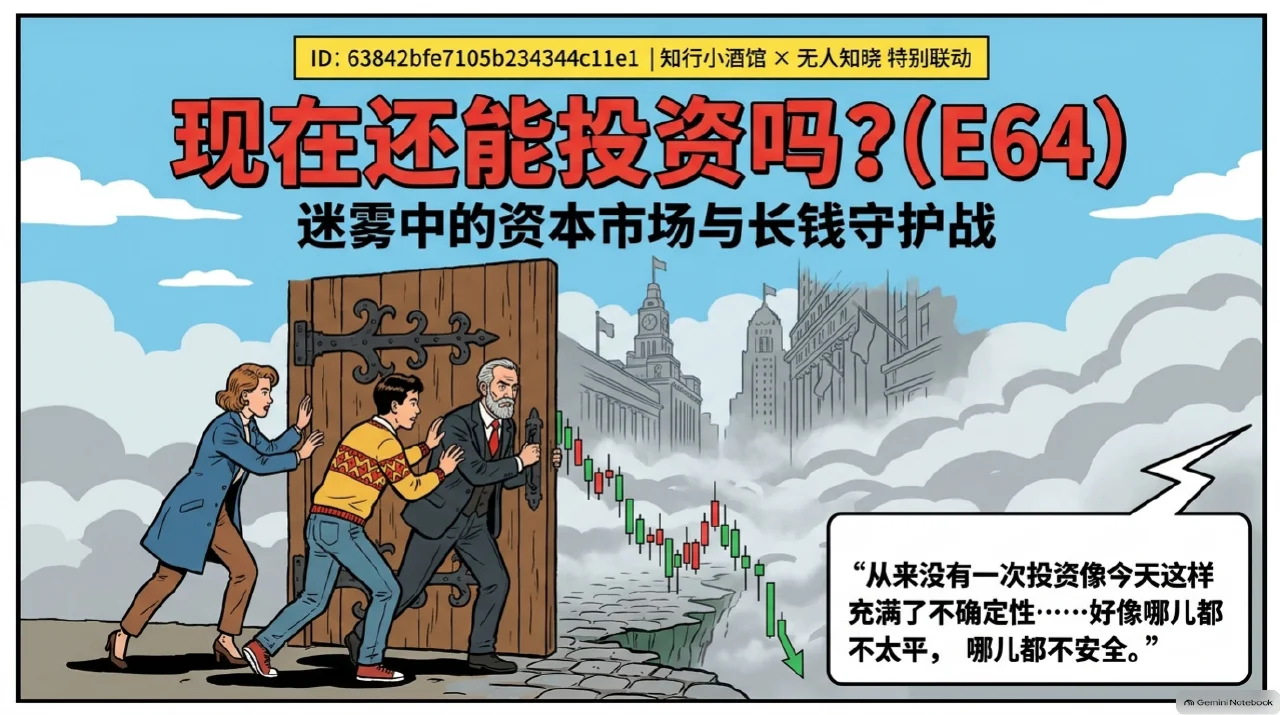 ID: 63842bfe7105b234344c11e1 | 知行小酒馆 × 无人知晓 特别联动
现在还能投资吗？(E64)
迷雾中的资本市场与长钱守护战
“从来没有一次投资像今天这样
充满了不确定性……好像哪儿都
不太平， 哪儿都不安全。”
Gemini Notebook